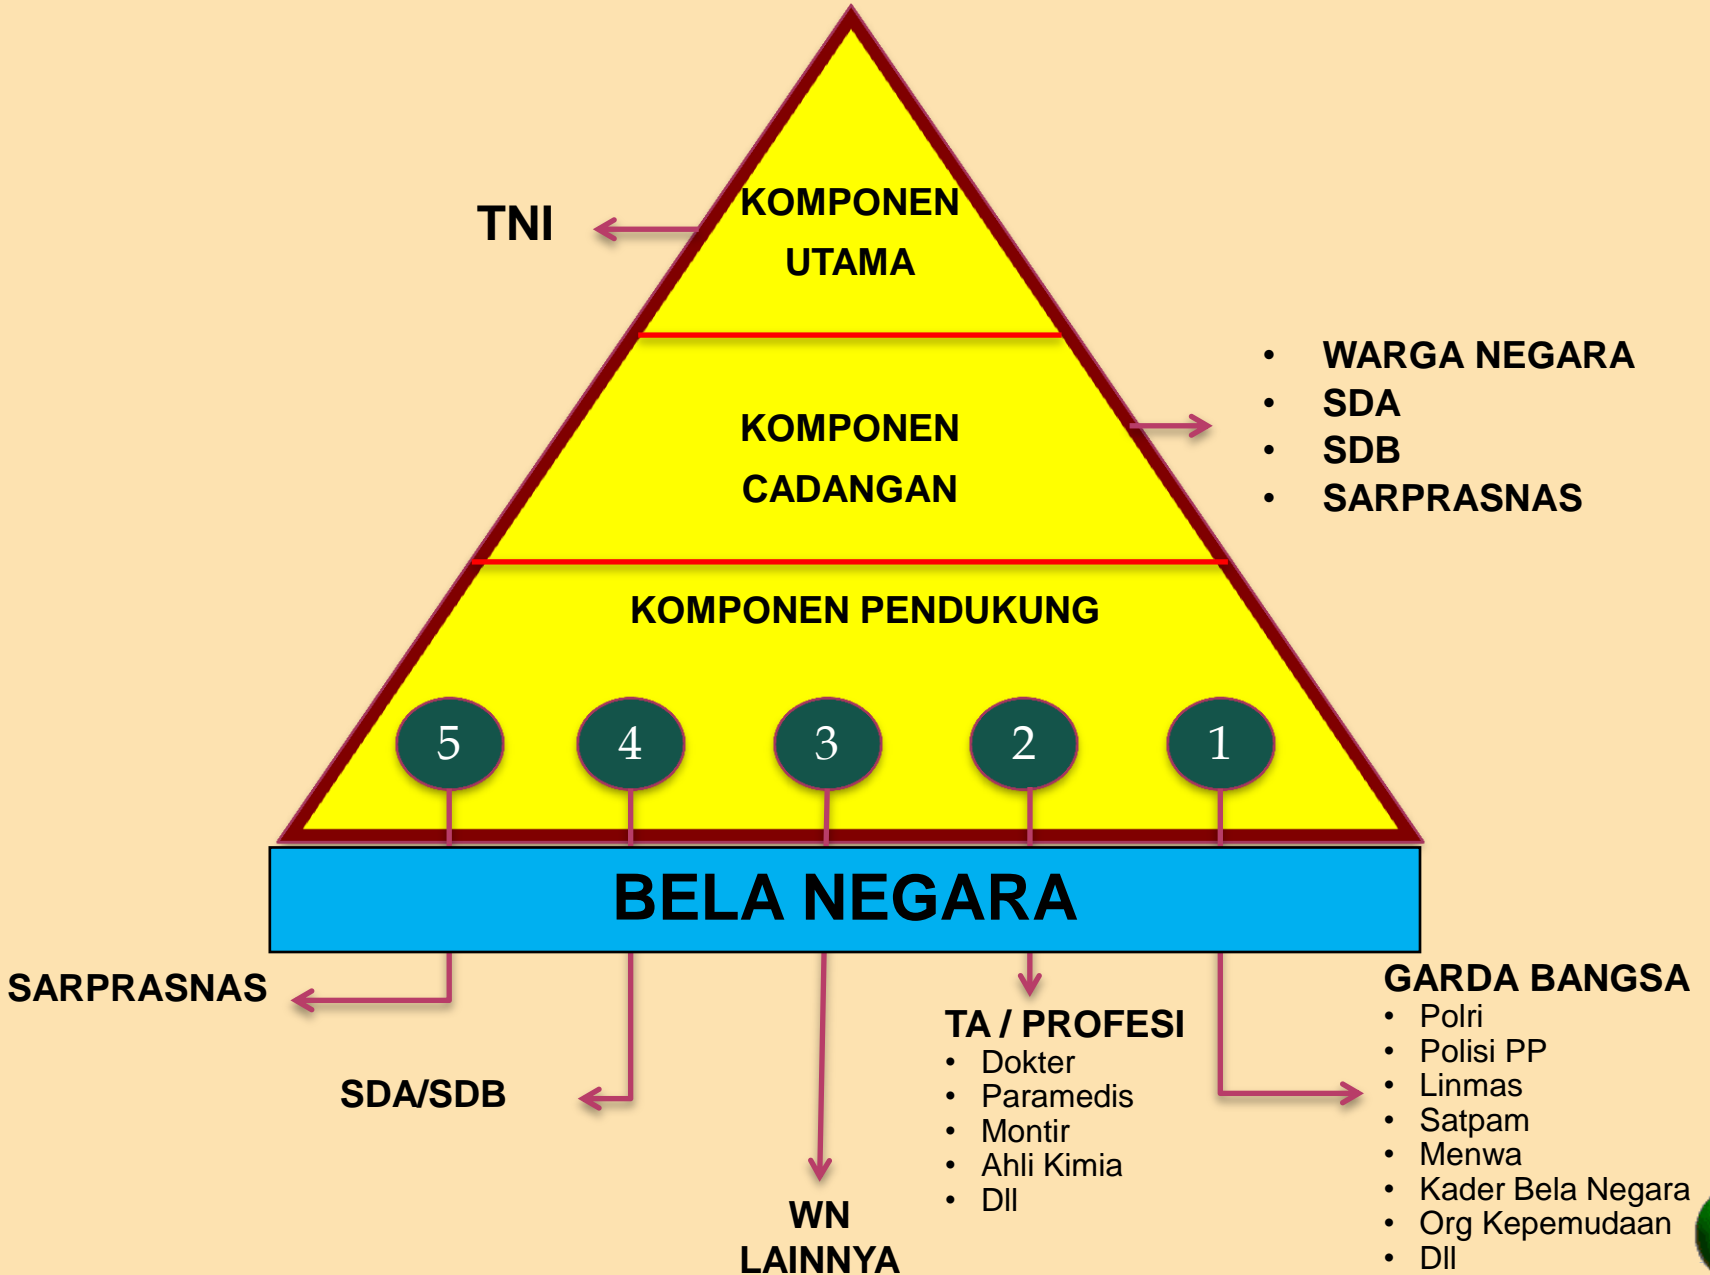 KOMPONEN
UTAMA
TNI
KOMPONEN
CADANGAN
• WARGA NEGARA
• SDA
• SDB
• SARPRASNAS
KOMPONEN PENDUKUNG
5 4 3 2 1
BELA NEGARA
SARPRASNAS
SDA/SDB
WN
LAINNYA
TA / PROFESI
• Dokter
• Paramedis
• Montir
• Ahli Kimia
• Dll
GARDA BANGSA
• Polri
• Polisi PP
• Linmas
• Satpam
• Menwa
• Kader Bela Negara
• Org Kepemudaan
• Dll